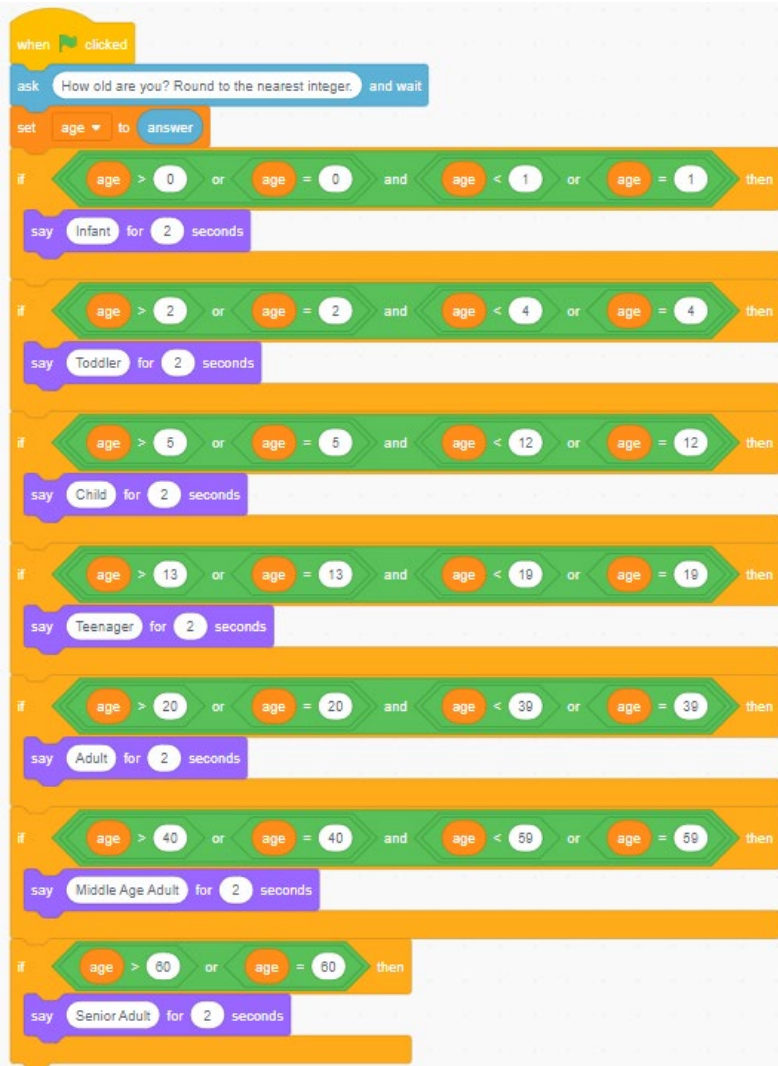 when clicked
ask How old are you? Round to the nearest integer. and wait
set age to answer
if age > 0 or age = 0 and age < 1 or age = 1 then
say Infant for 2 seconds
if age > 2 or age = 2 and age < 4 or age = 4 then
say Toddler for 2 seconds
if age > 5 or age = 5 and age < 12 or age = 12 then
say Child for 2 seconds
if age > 13 or age = 13 and age < 19 or age = 19 then
say Teenager for 2 seconds
if age > 20 or age = 20 and age < 39 or age = 39 then
say Adult for 2 seconds
if age > 40 or age = 40 and age < 59 or age = 59 then
say Middle Age Adult for 2 seconds
if age > 60 or age = 60 then
say Senior Adult for 2 seconds